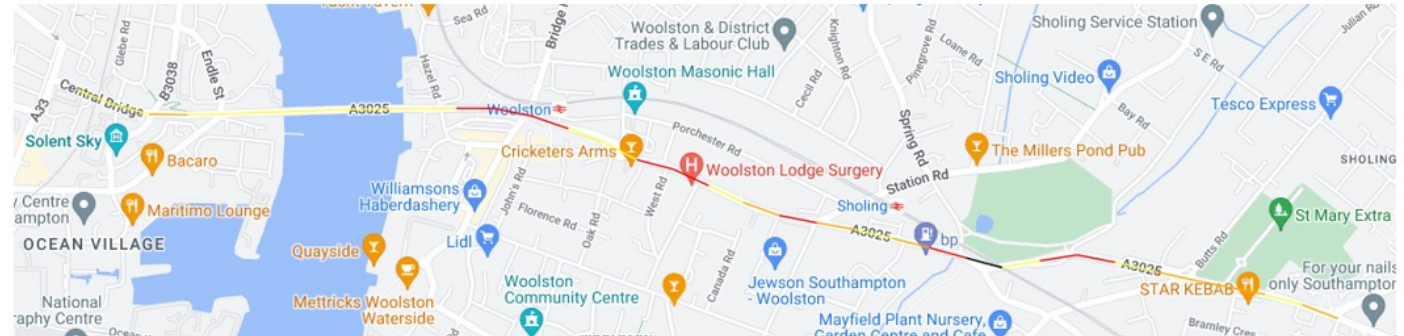 Sea Rd
Glebe Rd
B3038
Endle St
Hazel Rd
Woolston & District
Trades & Labour Club
Knighton Rd
Pinegrove Rd
Loane Rd
Sholing Service Station
S E Rd
Woolston Masonic Hall
Cecil Rd
Sholing Video
Bay Rd
Tesco Express
Central Bridge
A33
A3025
Woolston
Spring Rd
Porchester Rd
Solent Sky
Bacaro
Cricketers Arms
The Millers Pond Pub
SHOLING
Woolston Lodge Surgery
Station Rd
Williamsons
Haberdashery
John's Rd
Florence Rd
Oak Rd
West Rd
Maritimo Lounge
OCEAN VILLAGE
Sholing
St Mary Extra
Quayside
Lidl
A3025
bp
Butts Rd
Canada Rd
A3025
For your nails
only Southampton
Mettricks Woolston
Waterside
Woolston
Community Centre
Jewson Southampton
- Woolston
STAR KEBAB
National
Mayfield Plant Nursery,
Garden Centre and Cafe
Bramley Cres